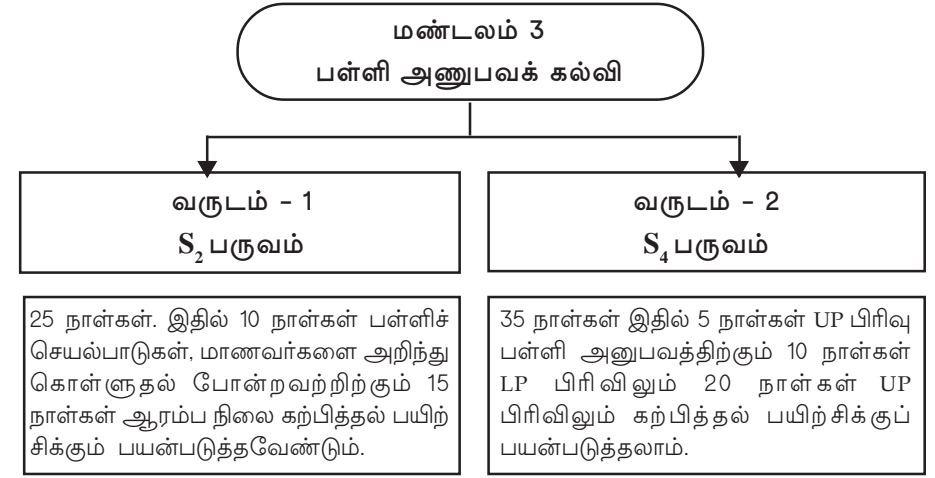 மண்டலம் 3
பள்ளி அணுபவக் கல்வி
வருடம் - 1
S₂ பருவம்
வருடம் - 2
S₄ பருவம்
25 நாள்கள். இதில் 10 நாள்கள் பள்ளிச்
செயல்பாடுகள், மாணவர்களை அறிந்து
கொள்ளுதல் போன்றவற்றிற்கும் 15
நாள்கள் ஆரம்ப நிலை கற்பித்தல் பயிற்
சிக்கும் பயன்படுத்தவேண்டும்.
35 நாள்கள் இதில் 5 நாள்கள் UP பிரிவு
பள்ளி அனுபவத்திற்கும் 10 நாள்கள்
LP பிரிவிலும் 20 நாள்கள் UP
பிரிவிலும் கற்பித்தல் பயிற்சிக்குப்
பயன்படுத்தலாம்.